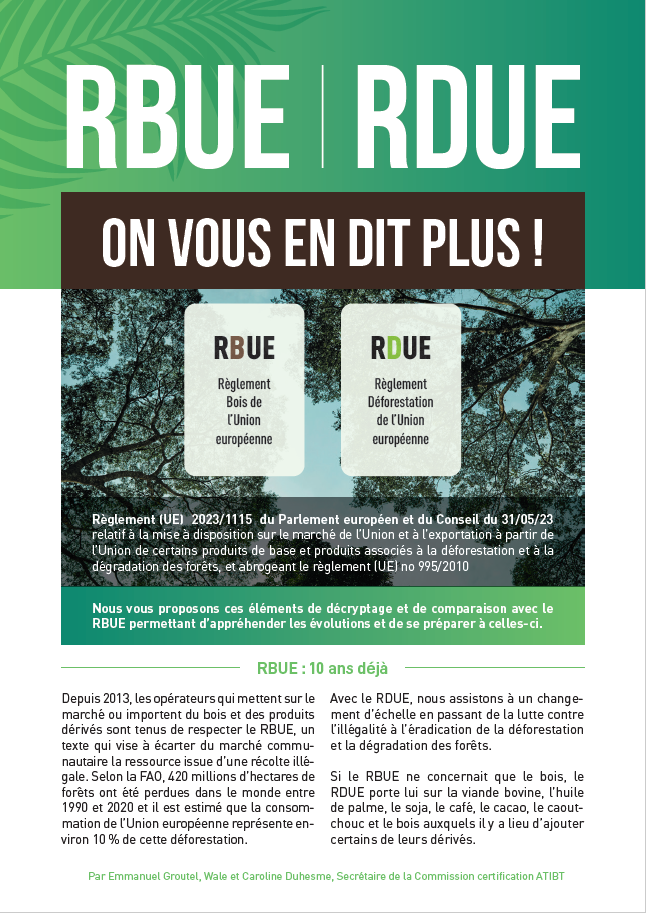 RBUE | RDUE
ON VOUS EN DIT PLUS !
RBUE
Règlement
Bois de
l'Union
européenne
RDUE
Règlement
Déforestation
de l'Union
européenne
Règlement (UE) 2023/1115 du Parlement européen et du Conseil du 31/05/23
relatif à la mise à disposition sur le marché de l'Union et à l'exportation à partir de
l'Union de certains produits de base et produits associés à la déforestation et à la
dégradation des forêts, et abrogeant le règlement (UE) no 995/2010
Nous vous proposons ces éléments de décryptage et de comparaison avec le
RBUE permettant d'appréhender les évolutions et de se préparer à celles-ci.
RBUE : 10 ans déjà
Depuis 2013, les opérateurs qui mettent sur le
marché ou importent du bois et des produits
dérivés sont tenus de respecter le RBUE, un
texte qui vise à écarter du marché commu-
nautaire la ressource issue d'une récolte illé-
gale. Selon la FAO, 420 millions d'hectares de
forêts ont été perdues dans le monde entre
1990 et 2020 et il est estimé que la consom-
mation de l'Union européenne représente en-
viron 10 % de cette déforestation.
Avec le RDUE, nous assistons à un change-
ment d'échelle en passant de la lutte contre
l'illégalité à l'éradication de la déforestation
et la dégradation des forêts.
Si le RBUE ne concernait que le bois, le
RDUE porte lui sur la viande bovine, l'huile
de palme, le soja, le café, le cacao, le caout-
chouc et le bois auxquels il y a lieu d'ajouter
certains de leurs dérivés.
Par Emmanuel Groutel, Wale et Caroline Duhesme, Secrétaire de la Commission certification ATIBT